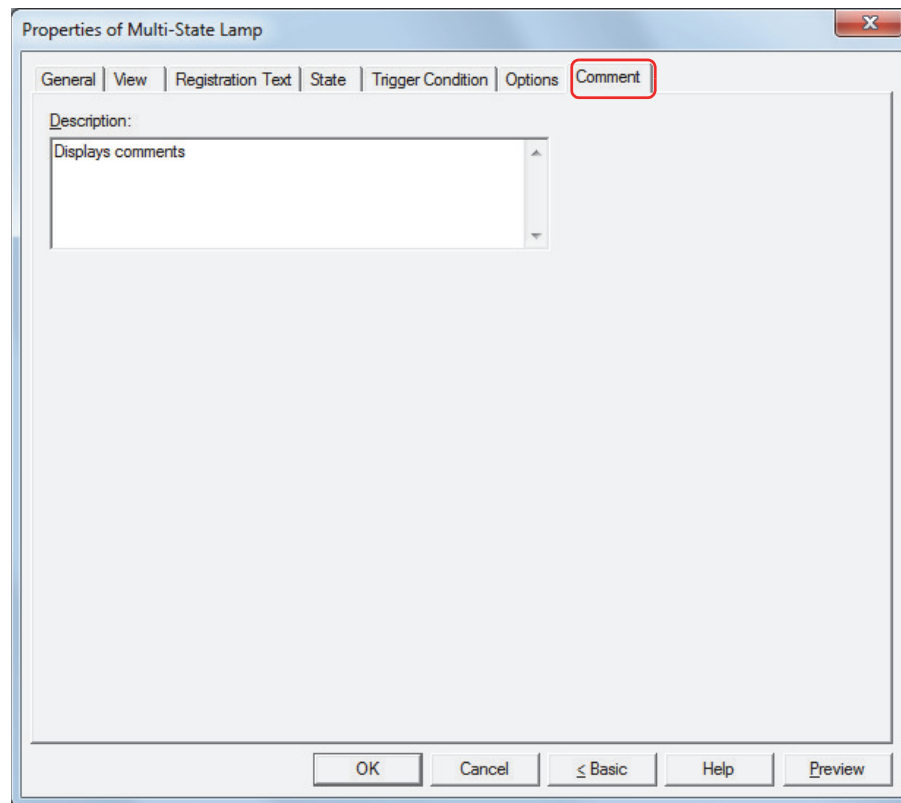 Properties of Multi-State Lamp
X
General View Registration Text State Trigger Condition Options Comment
Description:
Displays comments
OK Cancel < Basic Help Preview